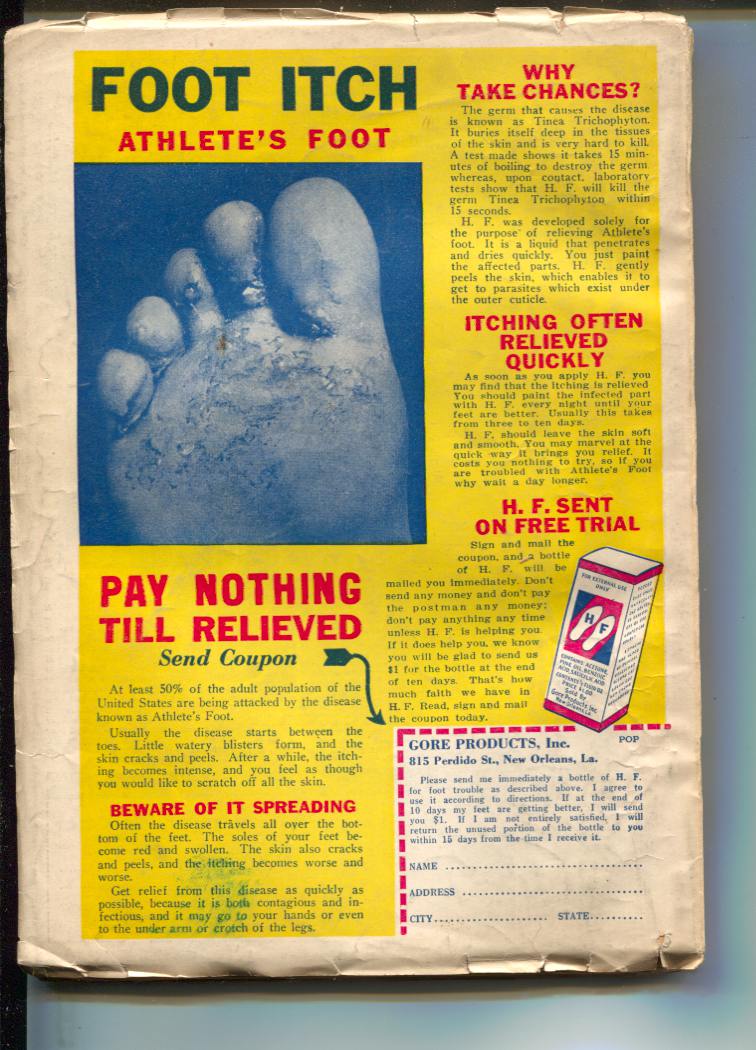 FOOT ITCH
ATHLETE'S FOOT
PAY NOTHING
TILL RELIEVED
Send Coupon
At least 50% of the adult population of the
United States are being attacked by the disease
known as Athlete's Foot.
Usually the disease starts between the
toes. Little watery blisters form, and the
skin cracks and peels. After a while, the itch-
ing becomes intense, and you feel as though
you would like to scratch off all the skin.
BEWARE OF IT SPREADING
Often the disease travels all over the bot-
tom of the feet. The soles of your feet be-
come red and swollen. The skin also cracks
and peels, and the itching becomes worse and
worse.
Get relief from this disease as quickly as
possible, because it is both contagious and in-
fectious, and it may go to your hands or even
to the under arm or crotch of the legs.
WHY
TAKE CHANCES?
The germ that causes the disease
is known as Tinea Trichophyton.
It buries itself deep in the tissues
of the skin and is very hard to kill.
A test made shows it takes 15 min-
utes of boiling to destroy the germ
whereas, upon contact, laboratory
tests show that H. F. will kill the
germ Tinea Trichophyton within
15 seconds.
H. F. was developed solely for
the purpose of relieving Athlete's
foot. It is a liquid that penetrates
and dries quickly. You just paint
the affected parts. H. F. gently
peels the skin, which enables it to
get to parasites which exist under
the outer cuticle.
ITCHING OFTEN
RELIEVED
QUICKLY
As soon as you apply H. F. you
may find that the itching is relieved
You should paint the infected part
with H. F. every night until your
feet are better. Usually this takes
from three to ten days.
H. F. should leave the skin soft
and smooth. You may marvel at the
quick way it brings you relief. It
costs you nothing to try, so if you
are troubled with Athlete's Foot
why wait a day longer.
H. F. SENT
ON FREE TRIAL
Sign and mail the
coupon, and a bottle
of H. F. will be
mailed you immediately. Don't
send any money and don't pay
the postman any money;
don't pay anything any time
unless H. F. is helping you.
If it does help you, we know
you will be glad to send us
$1 for the bottle at the end
of ten days. That's how
much faith we have in
H. F. Read, sign and mail
the coupon today.
FOR EXTERNAL USE
ONLY
H F
CONTAINS ACETONE
PINE OIL, BENZOIC
ACID, SALICYLIC ACID
PRICE $1.00
Sold by
Gore Products, Inc.
New Orleans, La.
GORE PRODUCTS, Inc. POP
815 Perdido St., New Orleans, La.
Please send me immediately a bottle of H. F.
for foot trouble as described above. I agree to
use it according to directions. If at the end of
10 days my feet are getting better, I will send
you $1. If I am not entirely satisfied, I will
return the unused portion of the bottle to you
within 15 days from the time I receive it.
NAME
ADDRESS
CITY STATE